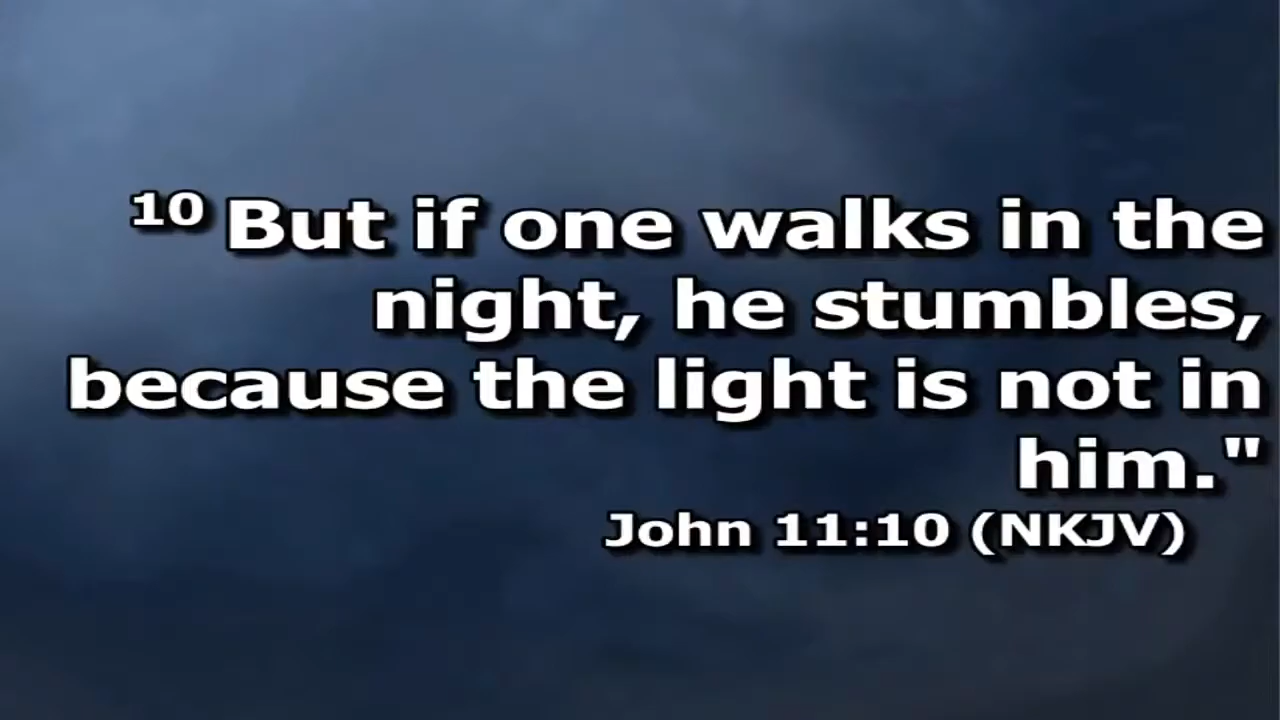 10 But if one walks in the
night, he stumbles,
because the light is not in
him."
John 11:10 (NKJV)